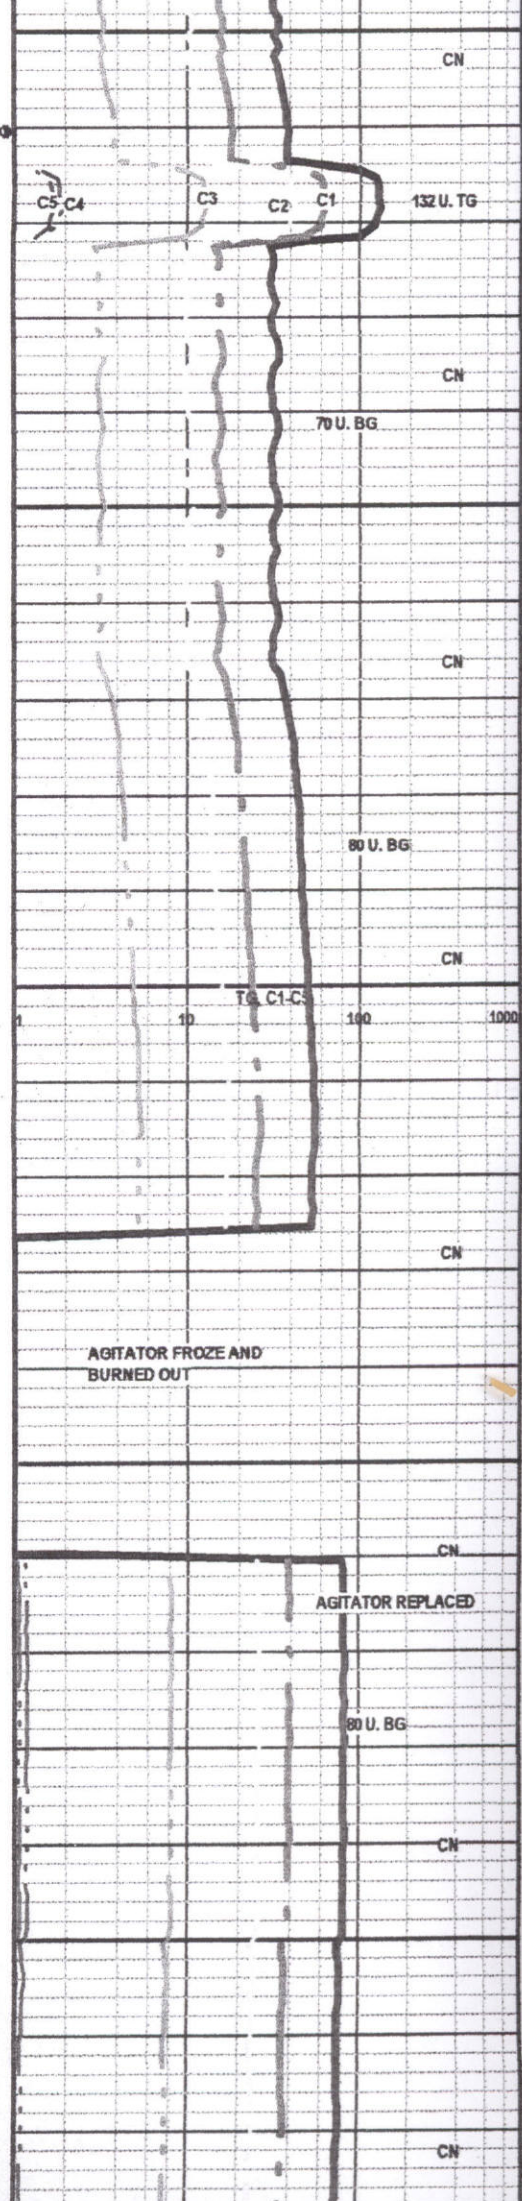 CN
C5 C4 C3 C2 C1 132 U. TG
CN
70 U. BG
CN
80 U. BG
CN
TG, C1-C5
1 10 100 1000
CN
AGITATOR FROZE AND
BURNED OUT
CN
AGITATOR REPLACED
80 U. BG
CN
CN